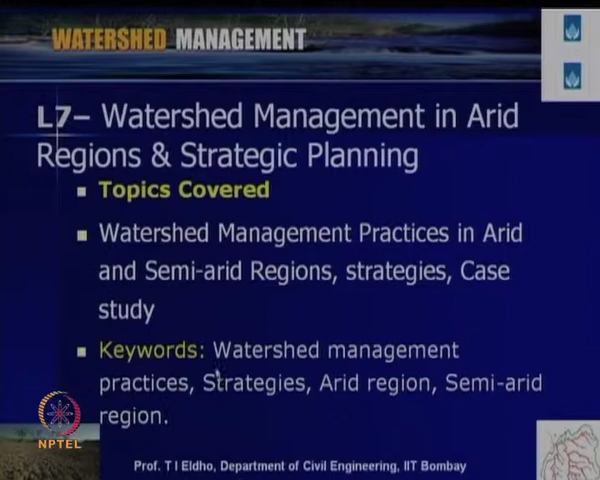 WATERSHED MANAGEMENT
L7– Watershed Management in Arid
Regions & Strategic Planning
Topics Covered
Watershed Management Practices in Arid
and Semi-arid Regions, strategies, Case
study
Keywords: Watershed management
practices, Strategies, Arid region, Semi-arid
region.
NPTEL
Prof. T I Eldho, Department of Civil Engineering, IIT Bombay